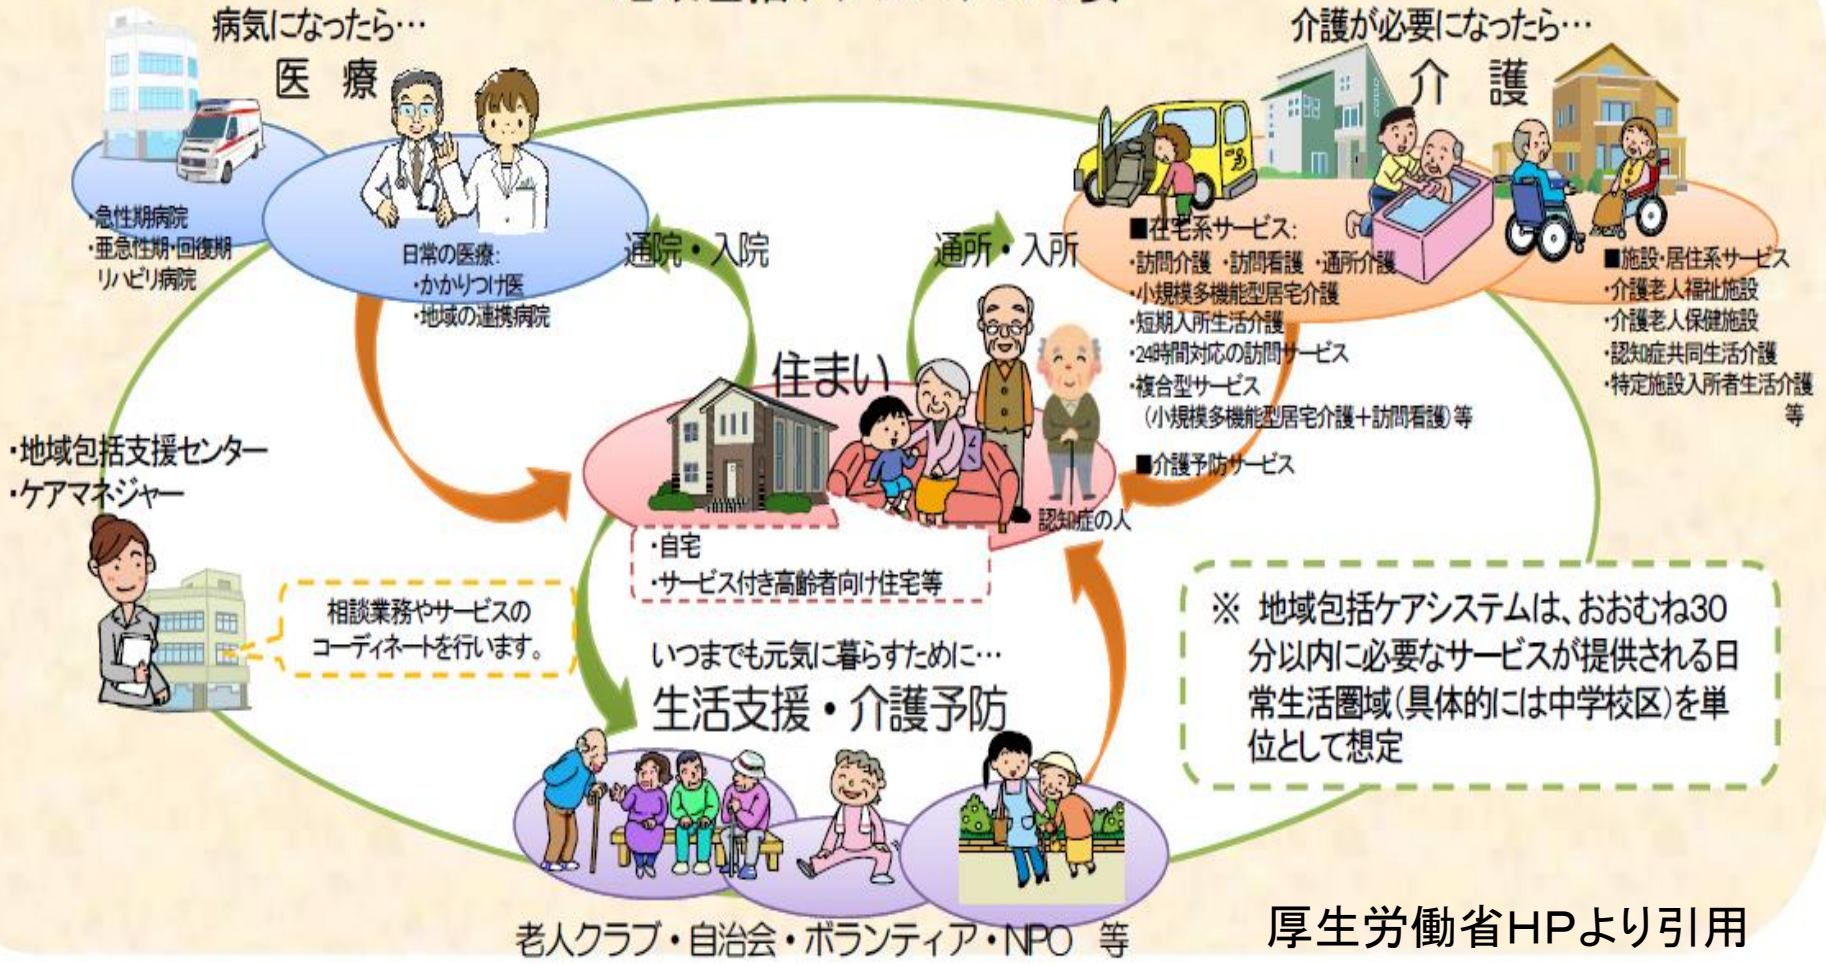 病気になったら…
医 療
・急性期病院
・亜急性期・回復期
リハビリ病院
日常の医療:
・かかりつけ医
・地域の連携病院
通院・入院
通所・入所
介護が必要になったら…
介 護
■在宅系サービス:
・訪問介護 ・訪問看護 ・通所介護
・小規模多機能型居宅介護
・短期入所生活介護
・24時間対応の訪問サービス
・複合型サービス
（小規模多機能型居宅介護＋訪問看護）等
■介護予防サービス
■施設・居住系サービス
・介護老人福祉施設
・介護老人保健施設
・認知症共同生活介護
・特定施設入所者生活介護
等
住まい
認知症の人
・自宅
・サービス付き高齢者向け住宅等
・地域包括支援センター
・ケアマネジャー
相談業務やサービスの
コーディネートを行います。
いつまでも元気に暮らすために…
生活支援・介護予防
老人クラブ・自治会・ボランティア・NPO 等
※ 地域包括ケアシステムは、おおむね30
分以内に必要なサービスが提供される日
常生活圏域(具体的には中学校区)を単
位として想定
厚生労働省HPより引用